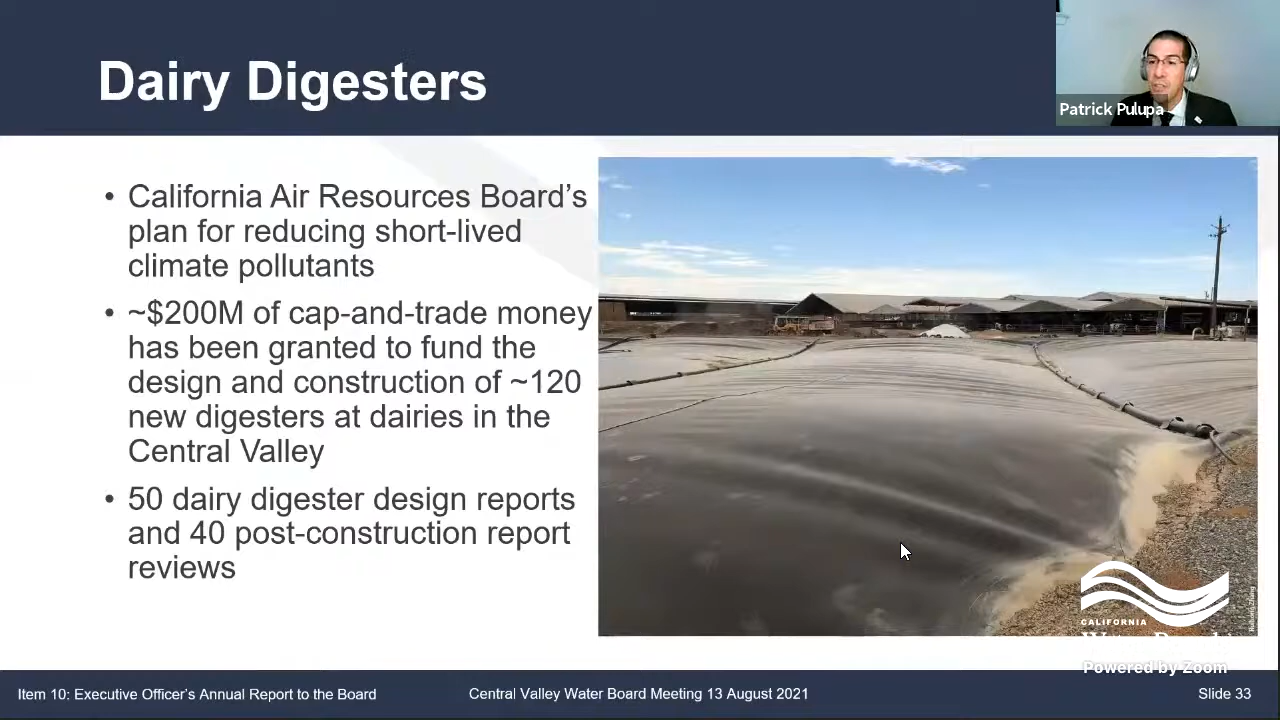 Dairy Digesters
Patrick Pulupa
• California Air Resources Board’s
plan for reducing short-lived
climate pollutants
• ~$200M of cap-and-trade money
has been granted to fund the
design and construction of ~120
new digesters at dairies in the
Central Valley
• 50 dairy digester design reports
and 40 post-construction report
reviews
CALIFORNIA
Powered by Zoom
Item 10: Executive Officer’s Annual Report to the Board
Central Valley Water Board Meeting 13 August 2021
Slide 33